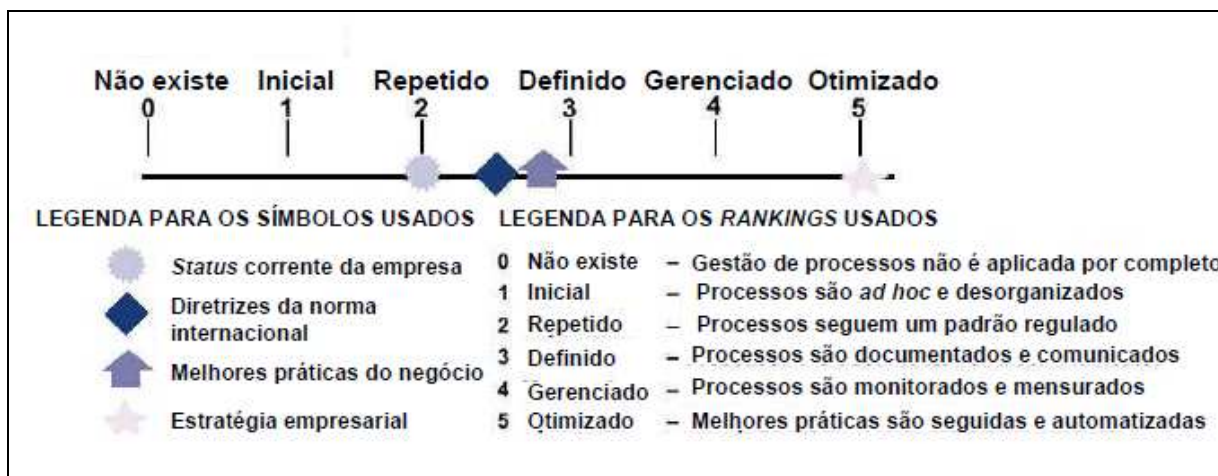 Não existe Inicial Repetido Definido Gerenciado Otimizado
0 1 2 3 4 5
LEGENDA PARA OS SÍMBOLOS USADOS LEGENDA PARA OS RANKINGS USADOS
Status corrente da empresa
Diretrizes da norma
internacional
Melhores práticas do negócio
Estratégia empresarial
0 Não existe – Gestão de processos não é aplicada por completo
1 Inicial – Processos são ad hoc e desorganizados
2 Repetido – Processos seguem um padrão regulado
3 Definido – Processos são documentados e comunicados
4 Gerenciado – Processos são monitorados e mensurados
5 Otimizado – Melhores práticas são seguidas e automatizadas